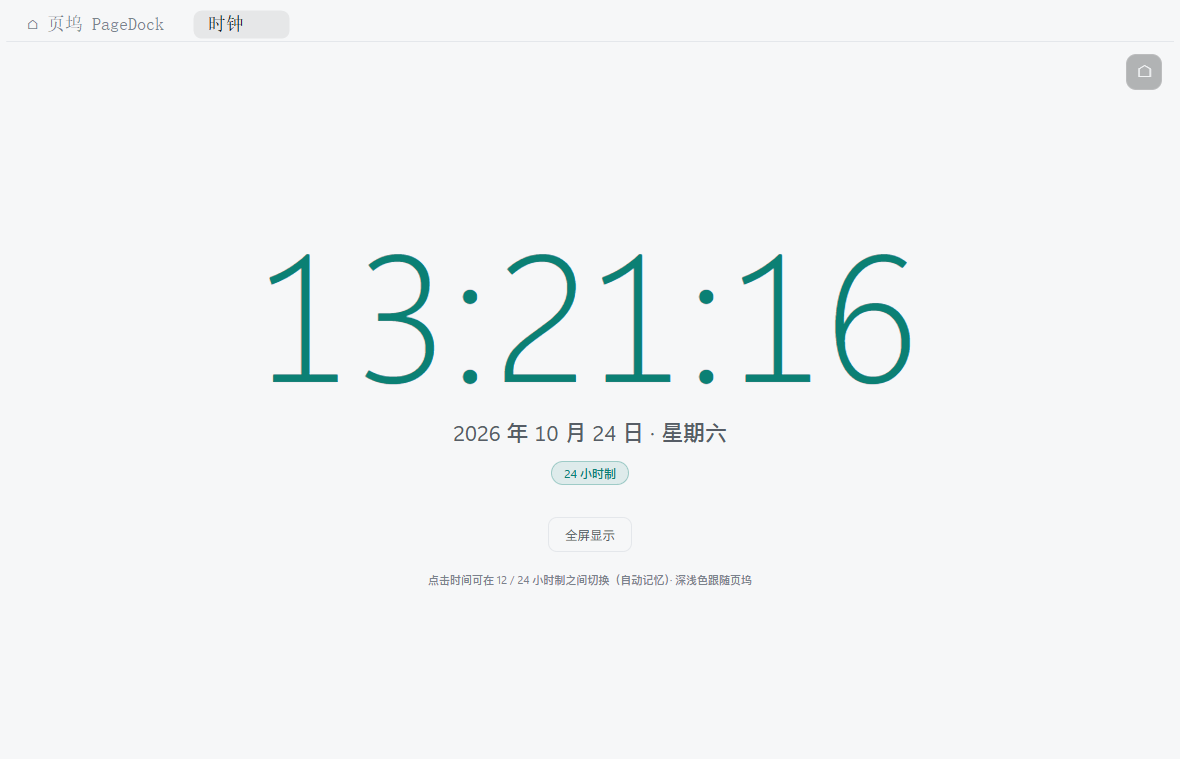 页坞 PageDock
时钟
13:21:16
2026 年 10 月 24 日 · 星期六
24 小时制
全屏显示
点击时间可在 12 / 24 小时制之间切换（自动记忆）· 深浅色跟随页坞